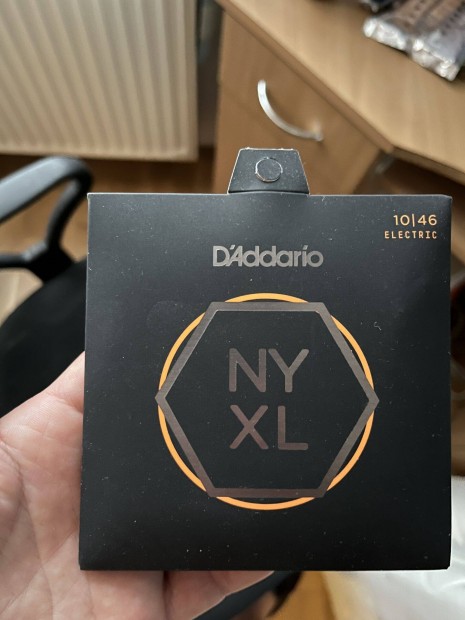 10|46
ELECTRIC
D'Addario
NY
XL